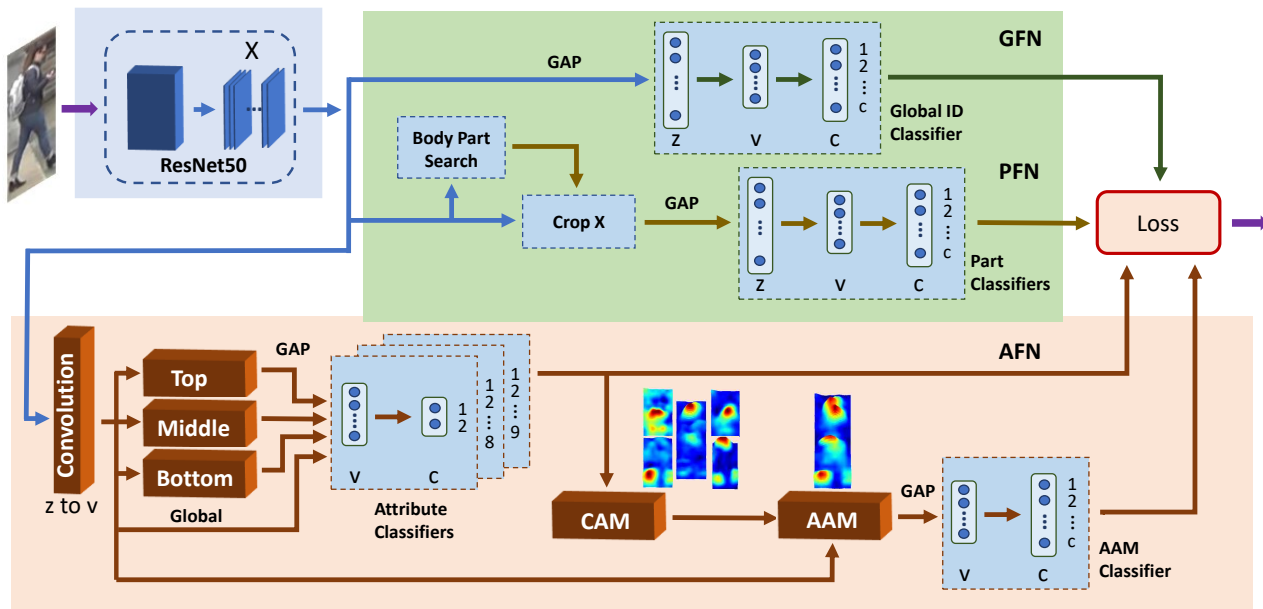 X
ResNet50
GFN
GAP
1
2
...
c
z
v
c
Global ID
Classifier
Body Part
Search
Crop X
GAP
PFN
1
2
...
c
z
v
c
Part
Classifiers
Loss
AFN
Convolution
z to v
Top
Middle
Bottom
Global
GAP
1
2
1
2
...
8
1
2
...
9
v
c
Attribute
Classifiers
CAM
AAM
GAP
1
2
...
c
v
c
AAM
Classifier